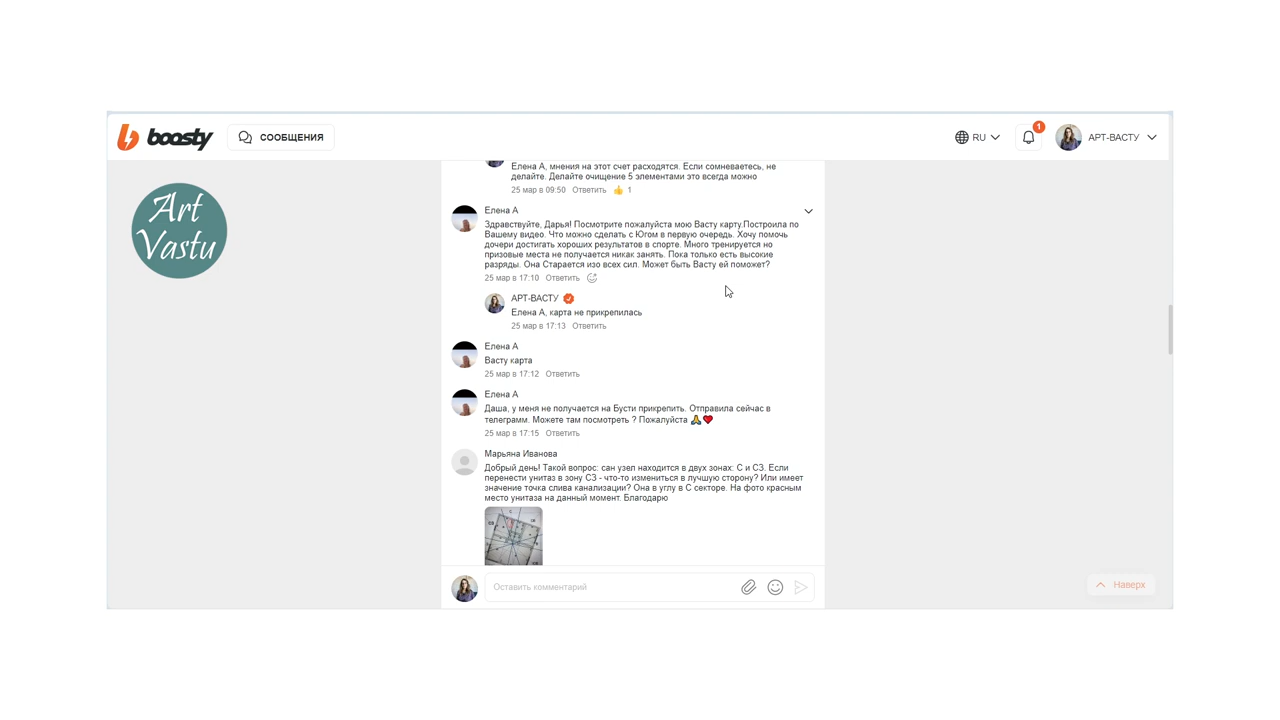 boosty
СООБЩЕНИЯ
RU
1
АРТ-ВАСТУ
Art
Vastu
Елена А, мнения на этот счет расходятся. Если сомневаетесь, не
делайте. Делайте очищение 5 элементами это всегда можно
25 мар в 09:50 Ответить 👍 1
Елена А
Здравствуйте, Дарья! Посмотрите пожалуйста мою Васту карту.Построила по
Вашему видео. Что можно сделать с Югом в первую очередь. Хочу помочь
дочери достигать хороших результатов в спорте. Много тренируется но
призовые места не получается никак занять. Пока только есть высокие
разряды. Она Старается изо всех сил. Может быть Васту ей поможет?
25 мар в 17:10 Ответить
АРТ-ВАСТУ
Елена А, карта не прикрепилась
25 мар в 17:13 Ответить
Елена А
Васту карта
25 мар в 17:12 Ответить
Елена А
Даша, у меня не получается на Бусти прикрепить. Отправила сейчас в
телеграмм. Можете там посмотреть ? Пожалуйста 🙏❤️
25 мар в 17:15 Ответить
Марьяна Иванова
Добрый день! Такой вопрос: сан узел находится в двух зонах: С и СЗ. Если
перенести унитаз в зону СЗ - что-то измениться в лучшую сторону? Или имеет
значение точка слива канализации? Она в углу в С секторе. На фото красным
место унитаза на данный момент. Благодарю
Оставить комментарий
Наверх